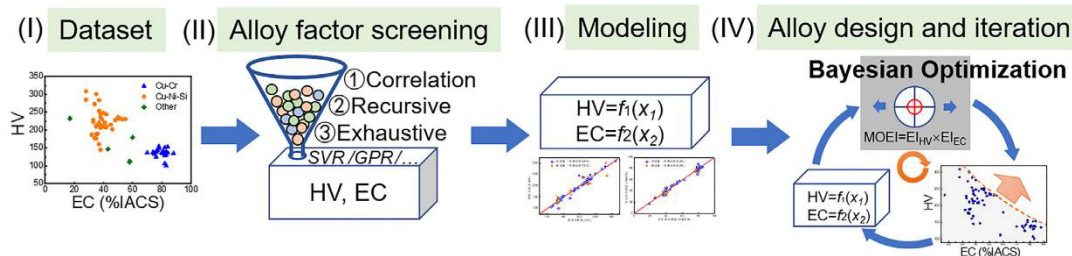 (I) Dataset
(II) Alloy factor screening
(III) Modeling
(IV) Alloy design and iteration
350
300
250
200
150
100
50
HV
0 20 40 60 80 100
EC (%IACS)
Cu-Cr
Cu-Ni-Si
Other
①Correlation
②Recursive
③Exhaustive
SVR/GPR/...
HV, EC
HV=f1(x1)
EC=f2(x2)
Bayesian Optimization
MOEI=EIHV×EIEC
HV=f1(x1)
EC=f2(x2)
HV
EC (%IACS)